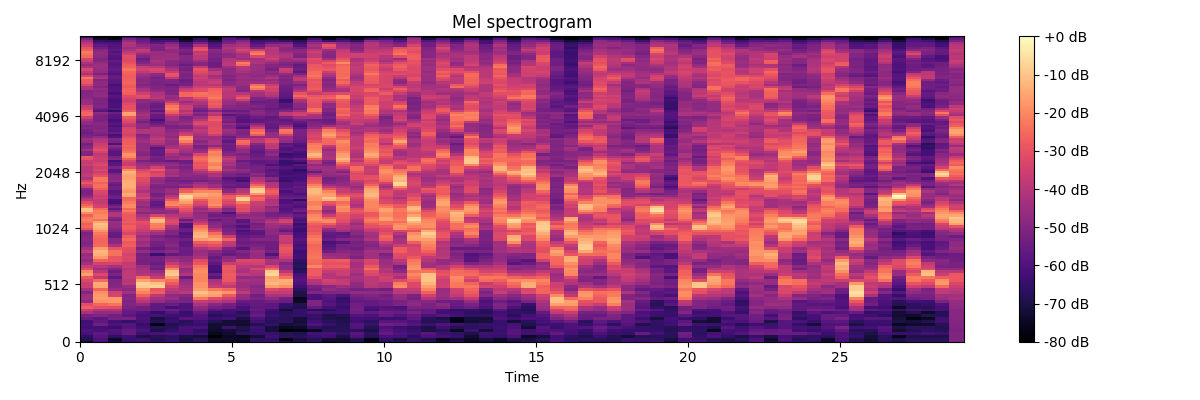 Mel spectrogram
8192
4096
2048
1024
512
0
Hz
0 5 10 15 20 25
Time
+0 dB
-10 dB
-20 dB
-30 dB
-40 dB
-50 dB
-60 dB
-70 dB
-80 dB